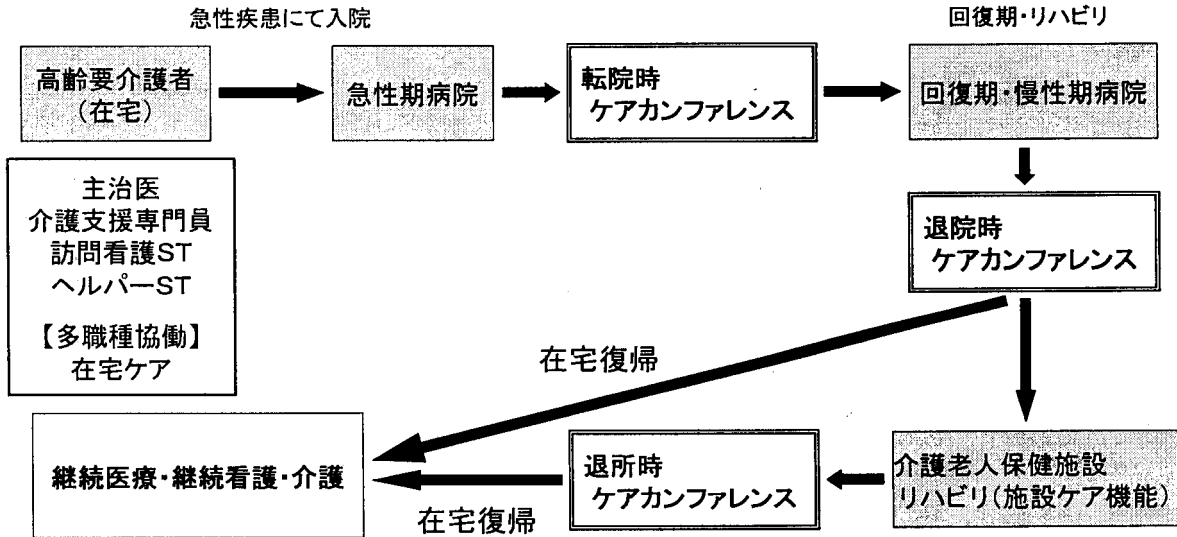 急性疾患にて入院
回復期・リハビリ
高齢要介護者
(在宅)
急性期病院
転院時
ケアカンファレンス
回復期・慢性期病院
主治医
介護支援専門員
訪問看護ST
ヘルパーST
【多職種協働】
在宅ケア
退院時
ケアカンファレンス
在宅復帰
継続医療・継続看護・介護
退所時
ケアカンファレンス
介護老人保健施設
リハビリ(施設ケア機能)
在宅復帰